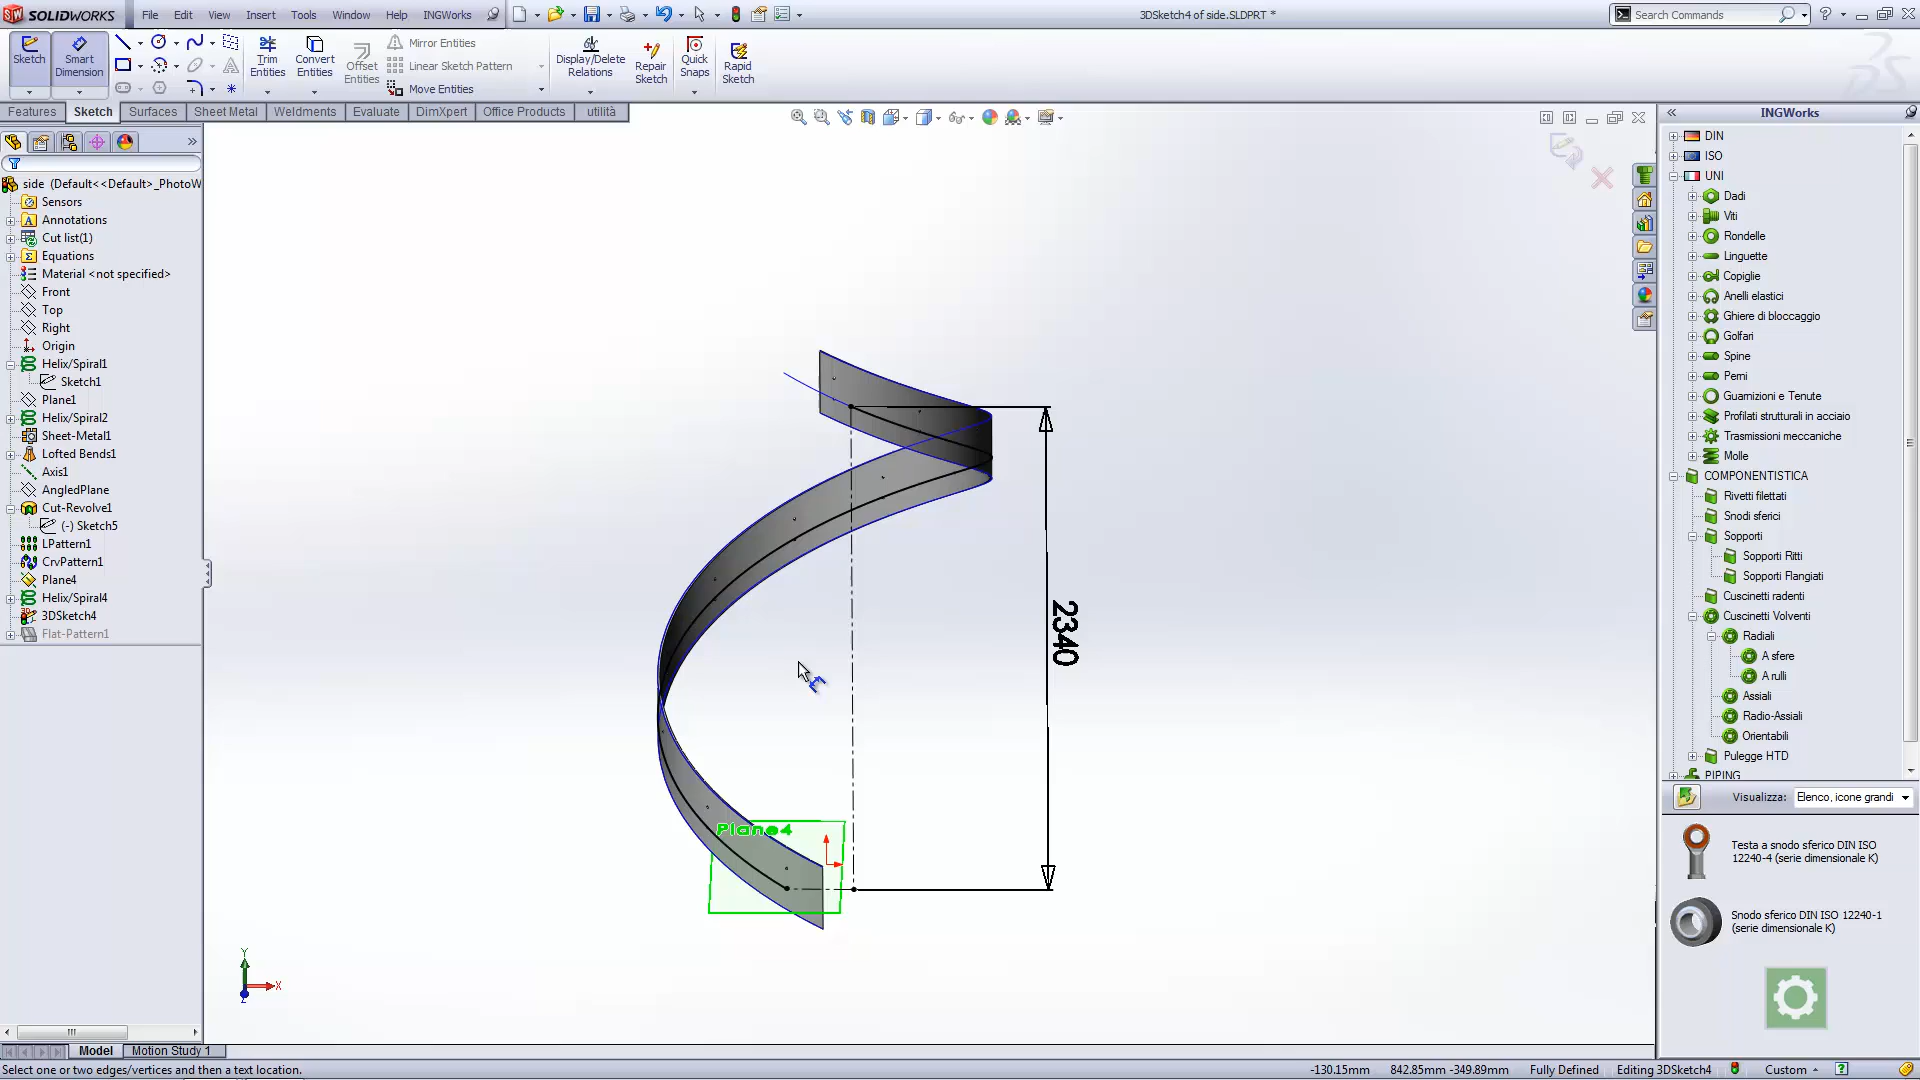 SOLIDWORKS File Edit View Insert Tools Window Help INGWorks 3DSketch4 of side.SLDPRT * Search Commands
Sketch Smart Dimension Trim Entities Convert Entities Offset Entities Mirror Entities Linear Sketch Pattern Move Entities Display/Delete Relations Repair Sketch Quick Snaps Rapid Sketch
Features Sketch Surfaces Sheet Metal Weldments Evaluate DimXpert Office Products utilità
side (Default<<Default>_PhotoW
Sensors
Annotations
Cut list(1)
Equations
Material <not specified>
Front
Top
Right
Origin
Helix/Spiral1
Sketch1
Plane1
Helix/Spiral2
Sheet-Metal1
Lofted Bends1
Axis1
AngledPlane
Cut-Revolve1
(-) Sketch5
LPattern1
CrvPattern1
Plane4
Helix/Spiral4
3DSketch4
Flat-Pattern1
2340
Plane4
Y
X
Z
INGWorks
DIN
ISO
UNI
Dadi
Viti
Rondelle
Linguette
Copiglie
Anelli elastici
Ghiere di bloccaggio
Golfari
Spine
Perni
Guarnizioni e Tenute
Profilati strutturali in acciaio
Trasmissioni meccaniche
Molle
COMPONENTISTICA
Rivetti filettati
Snodi sferici
Sopporti
Sopporti Ritti
Sopporti Flangiati
Cuscinetti radenti
Cuscinetti Volventi
Radiali
A sfere
A rulli
Assiali
Radio-Assiali
Orientabili
Pulegge HTD
PIPING
Visualizza: Elenco, icone grandi
Testa a snodo sferico DIN ISO
12240-4 (serie dimensionale K)
Snodo sferico DIN ISO 12240-1
(serie dimensionale K)
Model Motion Study 1
Select one or two edges/vertices and then a text location. -130.15mm 842.85mm -349.89mm Fully Defined Editing 3DSketch4 Custom